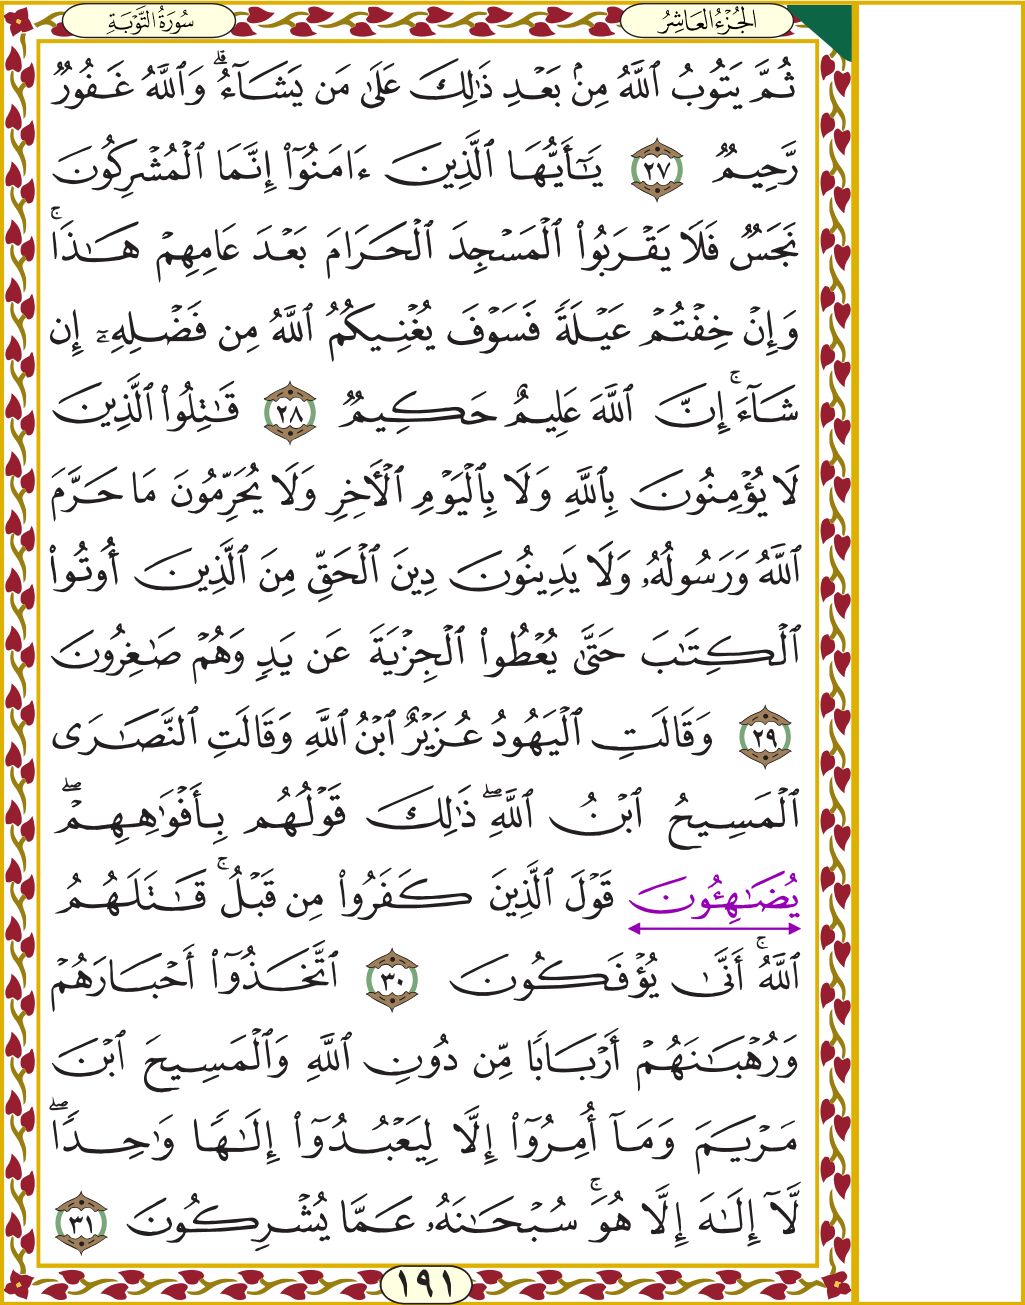 الجُزْءُ العَاشِرُ
سُورَةُ التَّوْبَةِ
ثُمَّ يَتُوبُ ٱللَّهُ مِنۢ بَعۡدِ ذَٰلِكَ عَلَىٰ مَن يَشَآءُۗ وَٱللَّهُ غَفُورٞ
رَّحِيمٞ ٢٧ يَٰٓأَيُّهَا ٱلَّذِينَ ءَامَنُوٓاْ إِنَّمَا ٱلۡمُشۡرِكُونَ
نَجَسٞ فَلَا يَقۡرَبُواْ ٱلۡمَسۡجِدَ ٱلۡحَرَامَ بَعۡدَ عَامِهِمۡ هَٰذَاۚ
وَإِنۡ خِفۡتُمۡ عَيۡلَةٗ فَسَوۡفَ يُغۡنِيكُمُ ٱللَّهُ مِن فَضۡلِهِۦٓ إِن
شَآءَۚ إِنَّ ٱللَّهَ عَلِيمٌ حَكِيمٞ ٢٨ قَٰتِلُواْ ٱلَّذِينَ
لَا يُؤۡمِنُونَ بِٱللَّهِ وَلَا بِٱلۡيَوۡمِ ٱلۡأٓخِرِ وَلَا يُحَرِّمُونَ مَا حَرَّمَ
ٱللَّهُ وَرَسُولُهُۥ وَلَا يَدِينُونَ دِينَ ٱلۡحَقِّ مِنَ ٱلَّذِينَ أُوتُواْ
ٱلۡكِتَٰبَ حَتَّىٰ يُعۡطُواْ ٱلۡجِزۡيَةَ عَن يَدٖ وَهُمۡ صَٰغِرُونَ
٢٩ وَقَالَتِ ٱلۡيَهُودُ عُزَيۡرٌ ٱبۡنُ ٱللَّهِ وَقَالَتِ ٱلنَّصَٰرَى
ٱلۡمَسِيحُ ٱبۡنُ ٱللَّهِۖ ذَٰلِكَ قَوۡلُهُم بِأَفۡوَٰهِهِمۡۖ
يُضَٰهِـُٔونَ قَوۡلَ ٱلَّذِينَ كَفَرُواْ مِن قَبۡلُۚ قَٰتَلَهُمُ
ٱللَّهُۖ أَنَّىٰ يُؤۡفَكُونَ ٣٠ ٱتَّخَذُوٓاْ أَحۡبَارَهُمۡ
وَرُهۡبَٰنَهُمۡ أَرۡبَابٗا مِّن دُونِ ٱللَّهِ وَٱلۡمَسِيحَ ٱبۡنَ
مَرۡيَمَ وَمَآ أُمِرُوٓاْ إِلَّا لِيَعۡبُدُوٓاْ إِلَٰهٗا وَٰحِدٗاۖ
لَّآ إِلَٰهَ إِلَّا هُوَۚ سُبۡحَٰنَهُۥ عَمَّا يُشۡرِكُونَ ٣١
١٩١